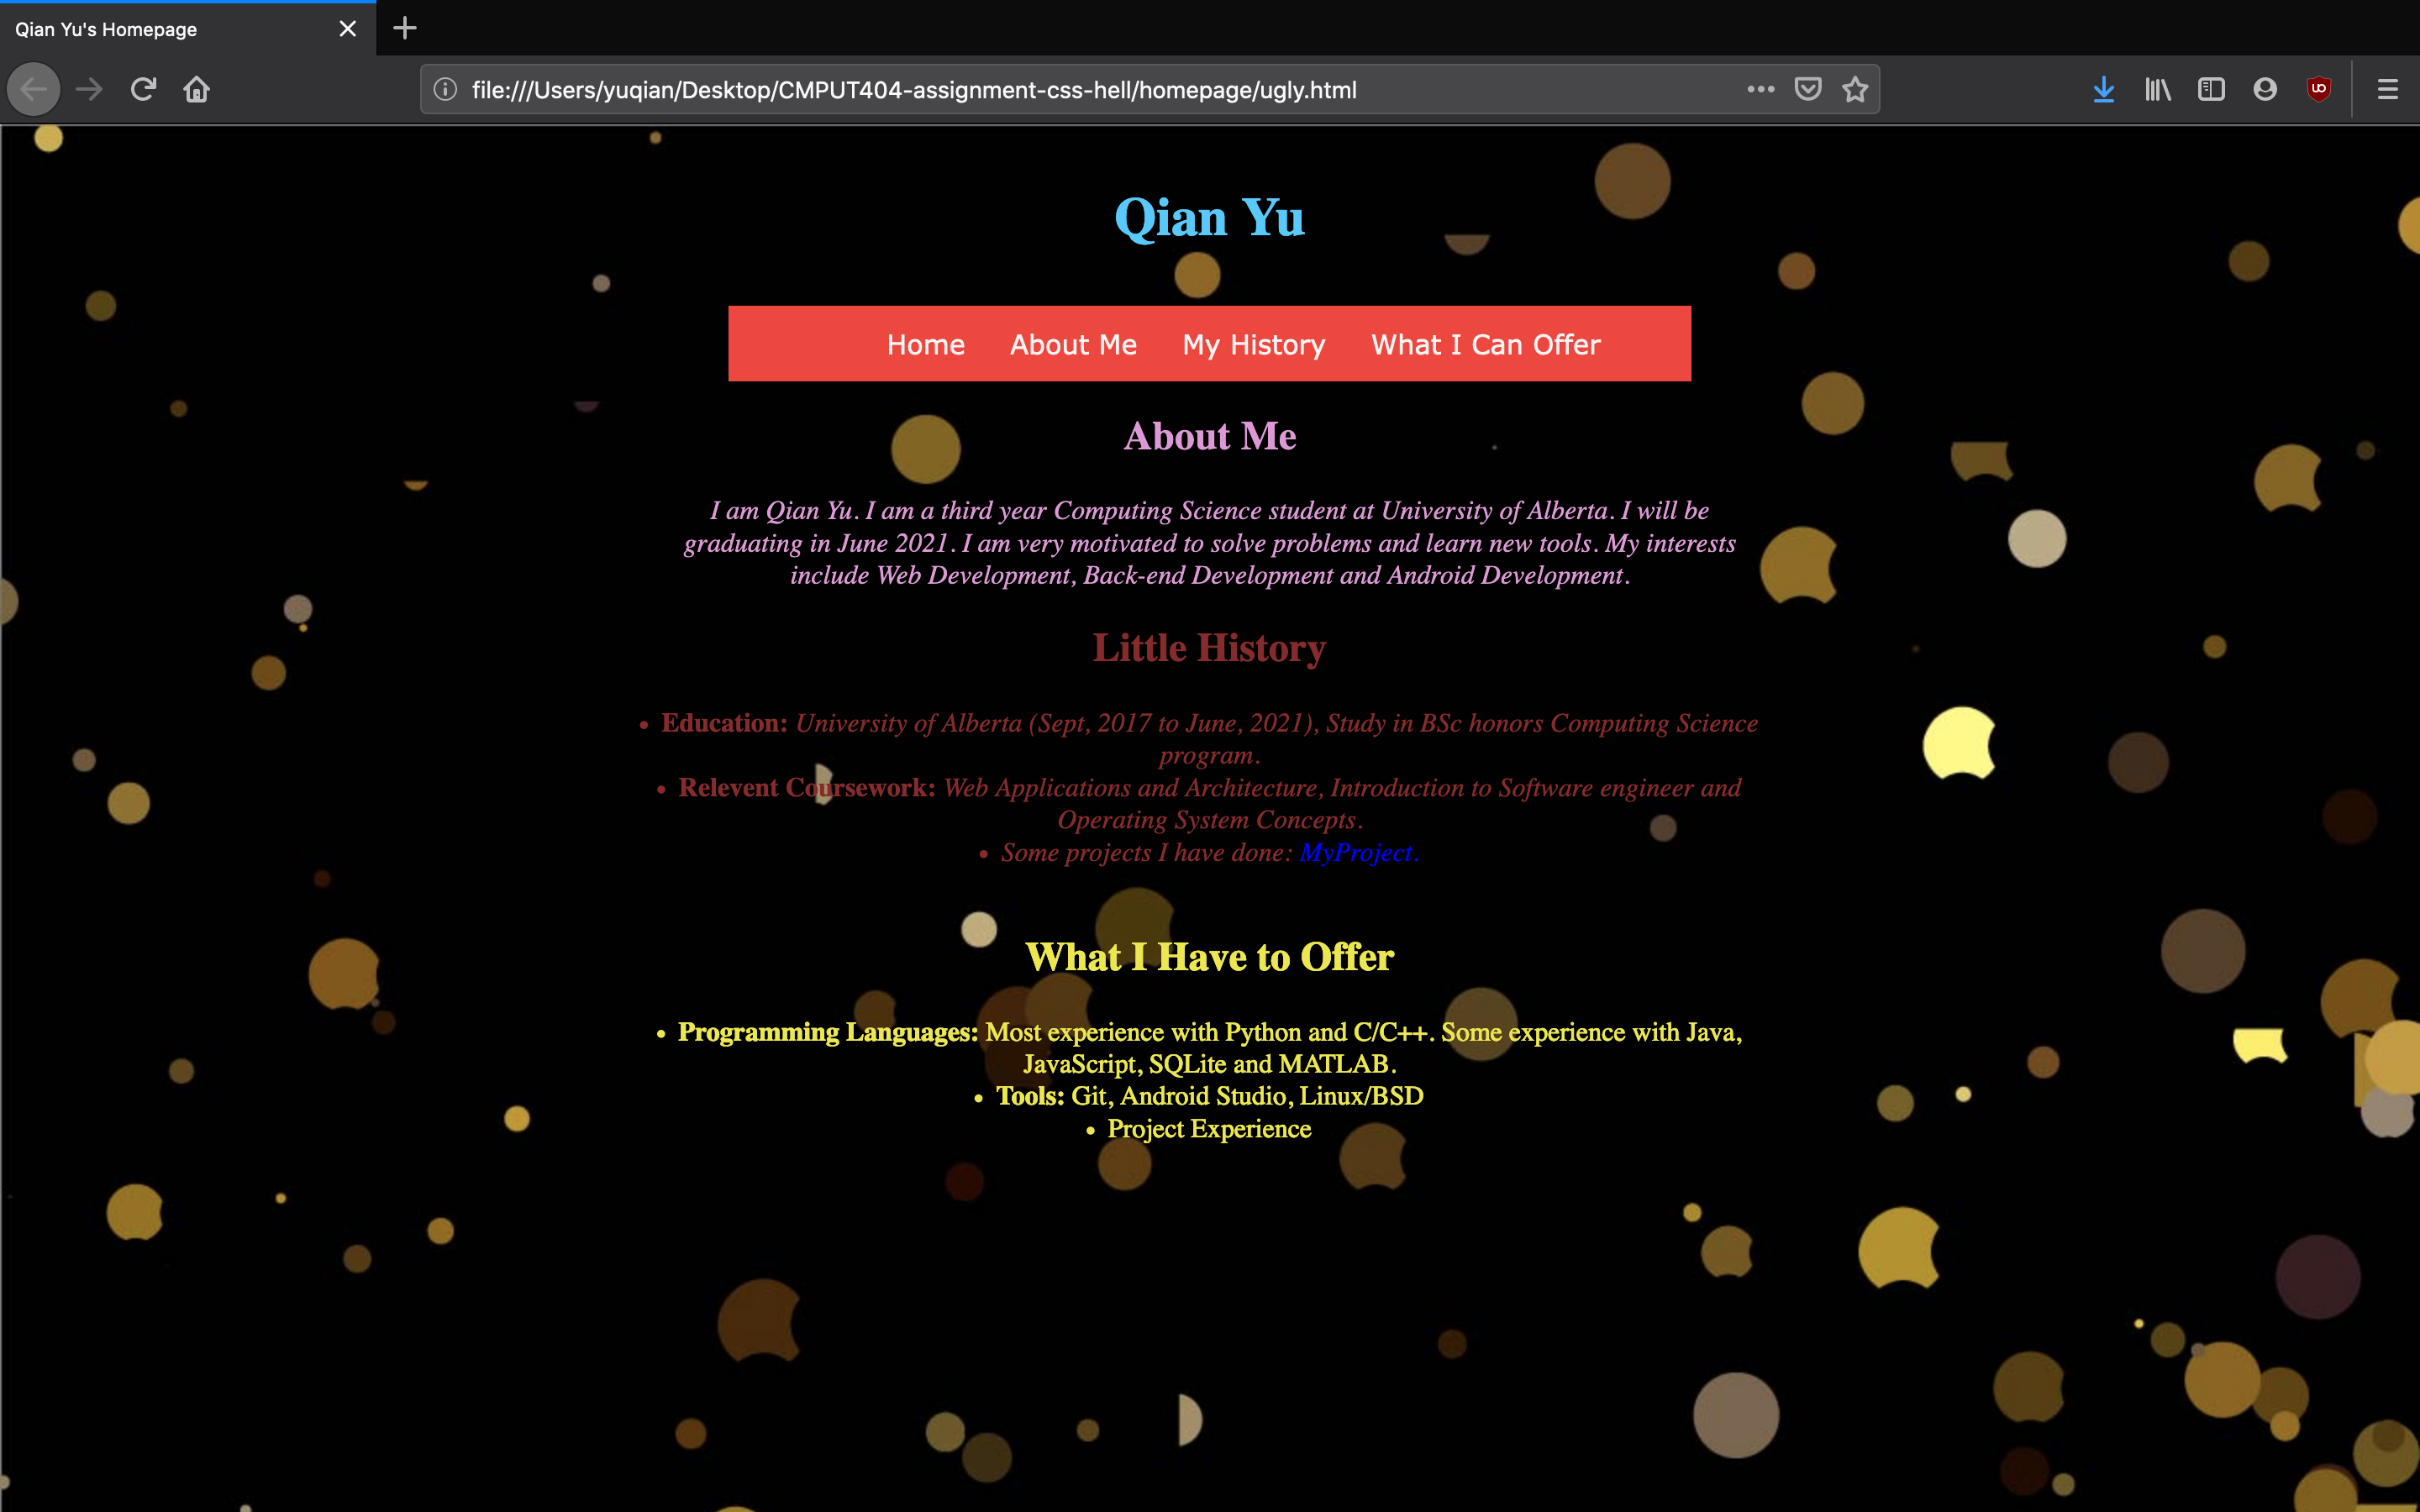 Qian Yu's Homepage
file:///Users/yuqian/Desktop/CMPUT404-assignment-css-hell/homepage/ugly.html
Qian Yu
Home About Me My History What I Can Offer
About Me
I am Qian Yu. I am a third year Computing Science student at University of Alberta. I will be
graduating in June 2021. I am very motivated to solve problems and learn new tools. My interests
include Web Development, Back-end Development and Android Development.
Little History
• Education: University of Alberta (Sept, 2017 to June, 2021), Study in BSc honors Computing Science
program.
• Relevent Coursework: Web Applications and Architecture, Introduction to Software engineer and
Operating System Concepts.
• Some projects I have done: MyProject.
What I Have to Offer
• Programming Languages: Most experience with Python and C/C++. Some experience with Java,
JavaScript, SQLite and MATLAB.
• Tools: Git, Android Studio, Linux/BSD
• Project Experience